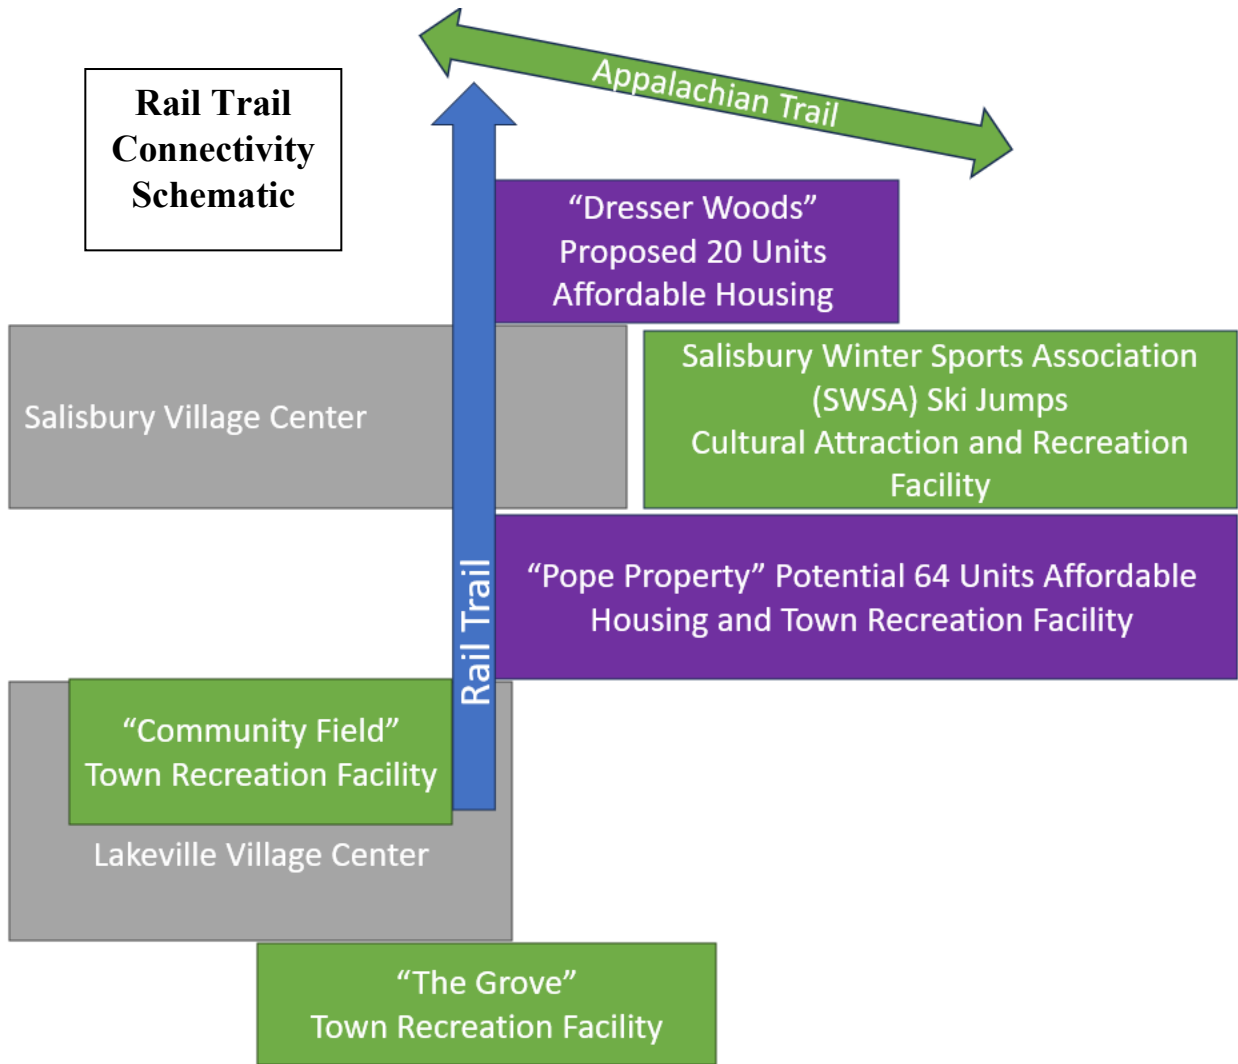 Rail Trail
Connectivity
Schematic
Appalachian Trail
“Dresser Woods”
Proposed 20 Units
Affordable Housing
Salisbury Village Center
Salisbury Winter Sports Association
(SWSA) Ski Jumps
Cultural Attraction and Recreation
Facility
“Pope Property” Potential 64 Units Affordable
Housing and Town Recreation Facility
Rail Trail
“Community Field”
Town Recreation Facility
Lakeville Village Center
“The Grove”
Town Recreation Facility